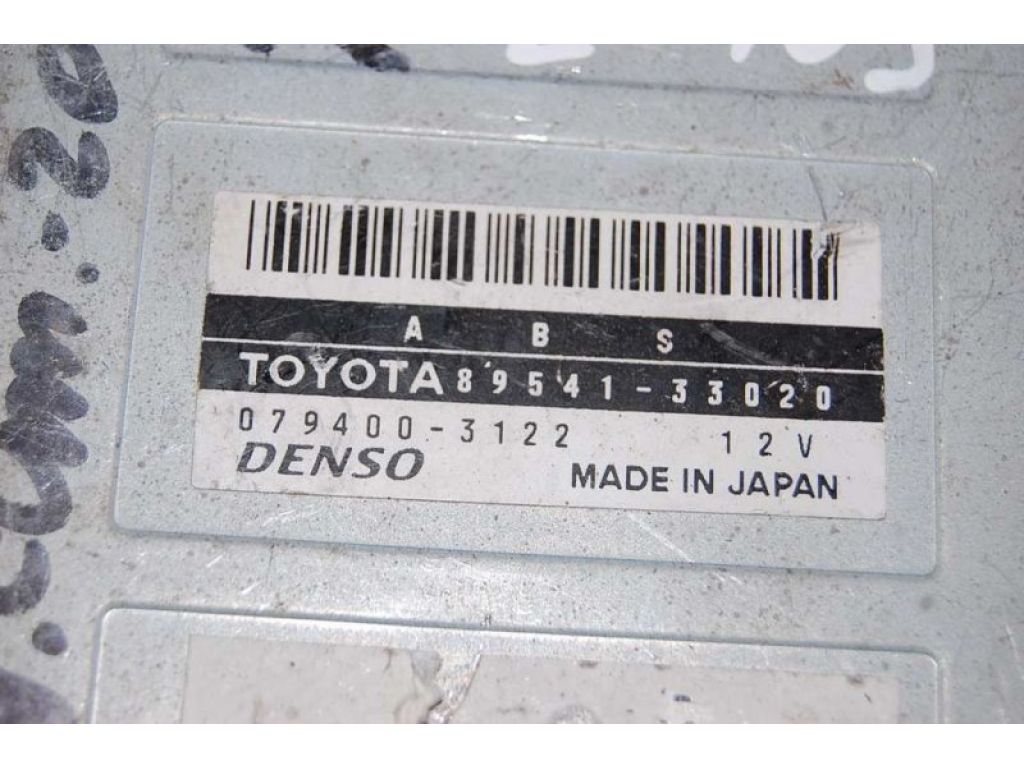 A B S
TOYOTA 89541-33020
079400-3122 12V
DENSO MADE IN JAPAN